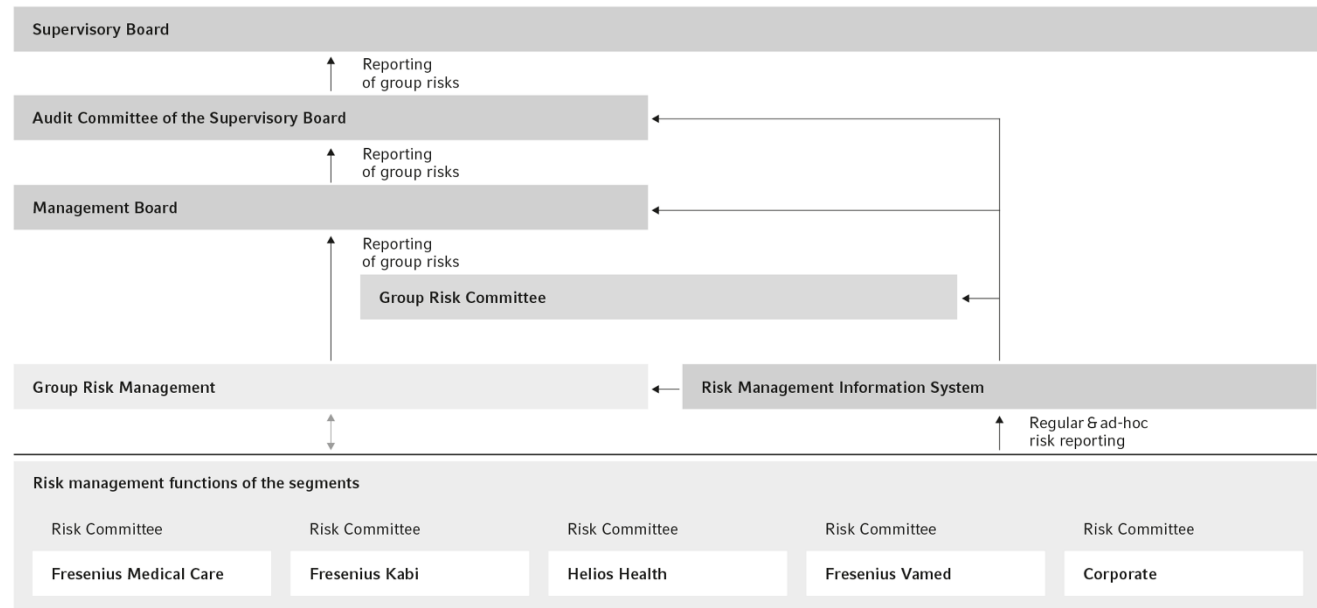 Supervisory Board
Reporting
of group risks
Audit Committee of the Supervisory Board
Reporting
of group risks
Management Board
Reporting
of group risks
Group Risk Committee
Group Risk Management
Risk Management Information System
Regular & ad-hoc
risk reporting
Risk management functions of the segments
Risk Committee
Fresenius Medical Care
Risk Committee
Fresenius Kabi
Risk Committee
Helios Health
Risk Committee
Fresenius Vamed
Risk Committee
Corporate